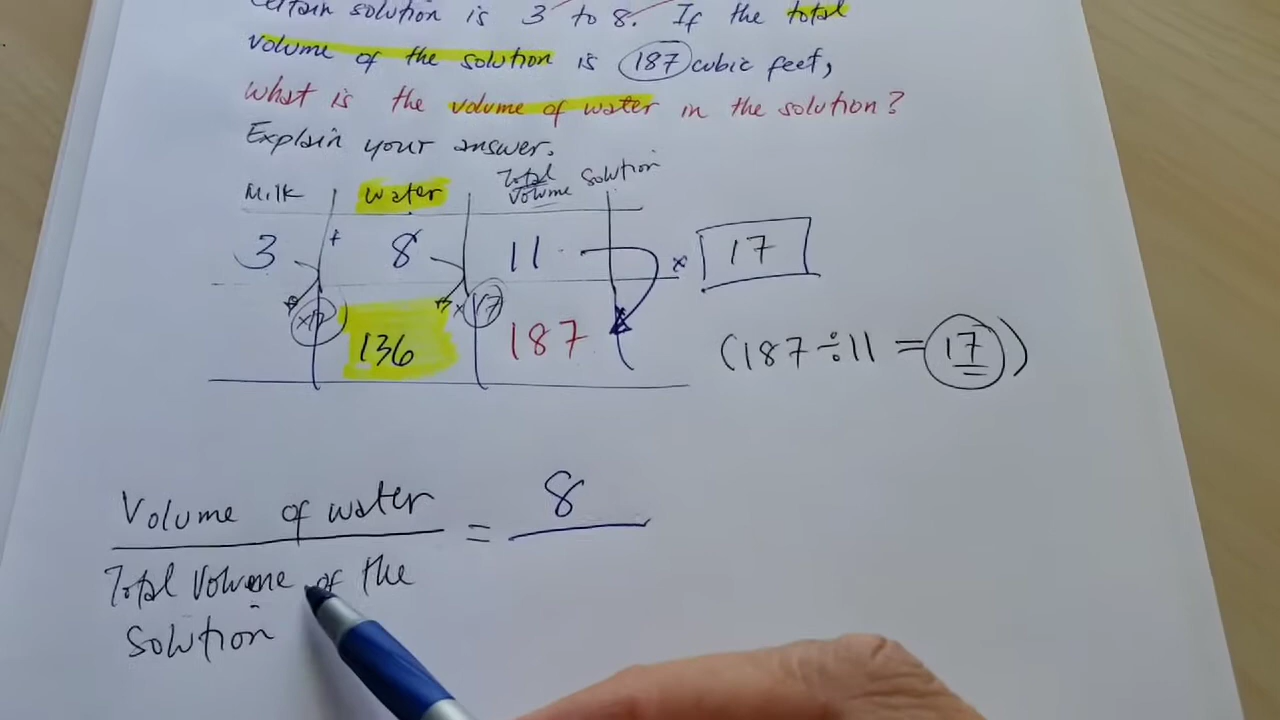 Certain solution is 3 to 8. If the total
volume of the solution is 187 cubic feet,
What is the volume of water in the solution?
Explain your answer.
Milk water Total Volume Solution
3 + 8 11 × 17
×17 136 ×17 187
(187÷11 = 17)
Volume of water = 8
Total Volume of the
Solution